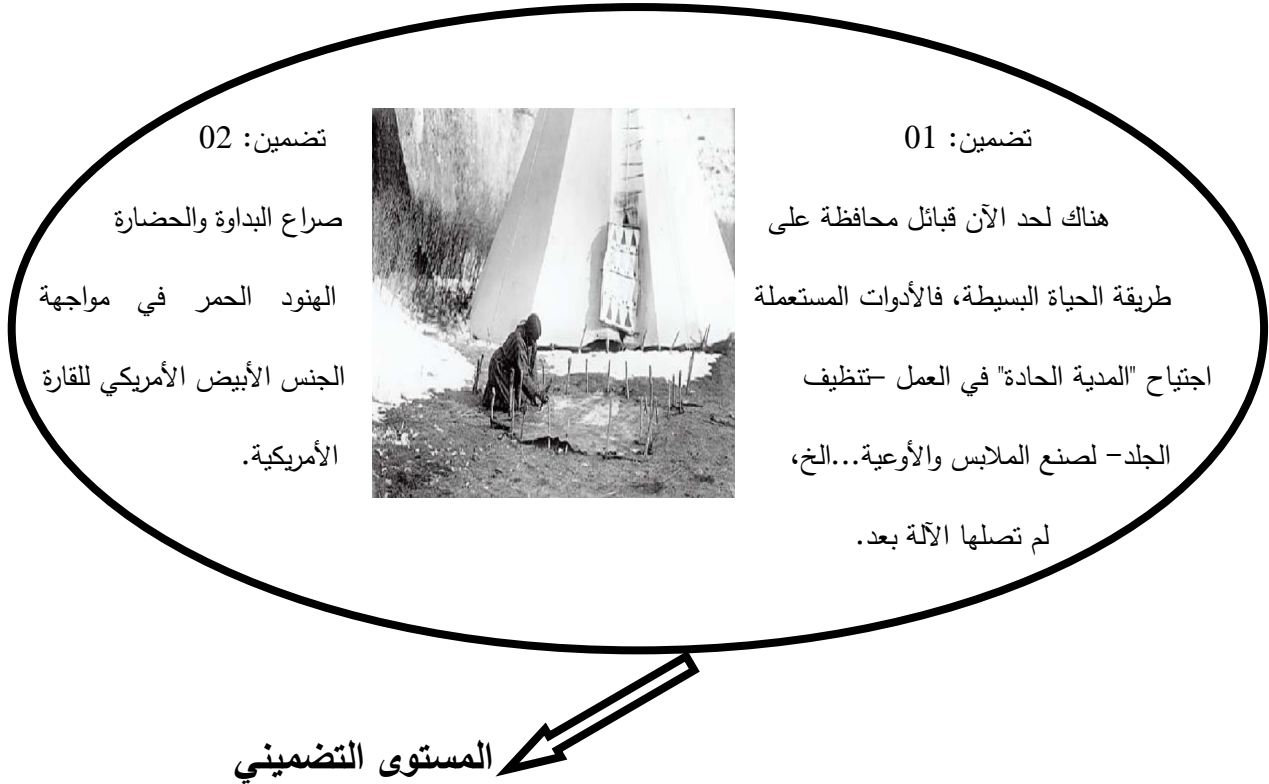 تضمين: 01
هناك لحد الآن قبائل محافظة على
طريقة الحياة البسيطة، فالأدوات المستعملة
اجتياح "المدية الحادة" في العمل –تنظيف
الجلد– لصنع الملابس والأوعية...الخ،
لم تصلها الآلة بعد.
تضمين: 02
صراع البداوة والحضارة
الهنود الحمر في مواجهة
الجنس الأبيض الأمريكي للقارة
الأمريكية.
المستوى التضميني